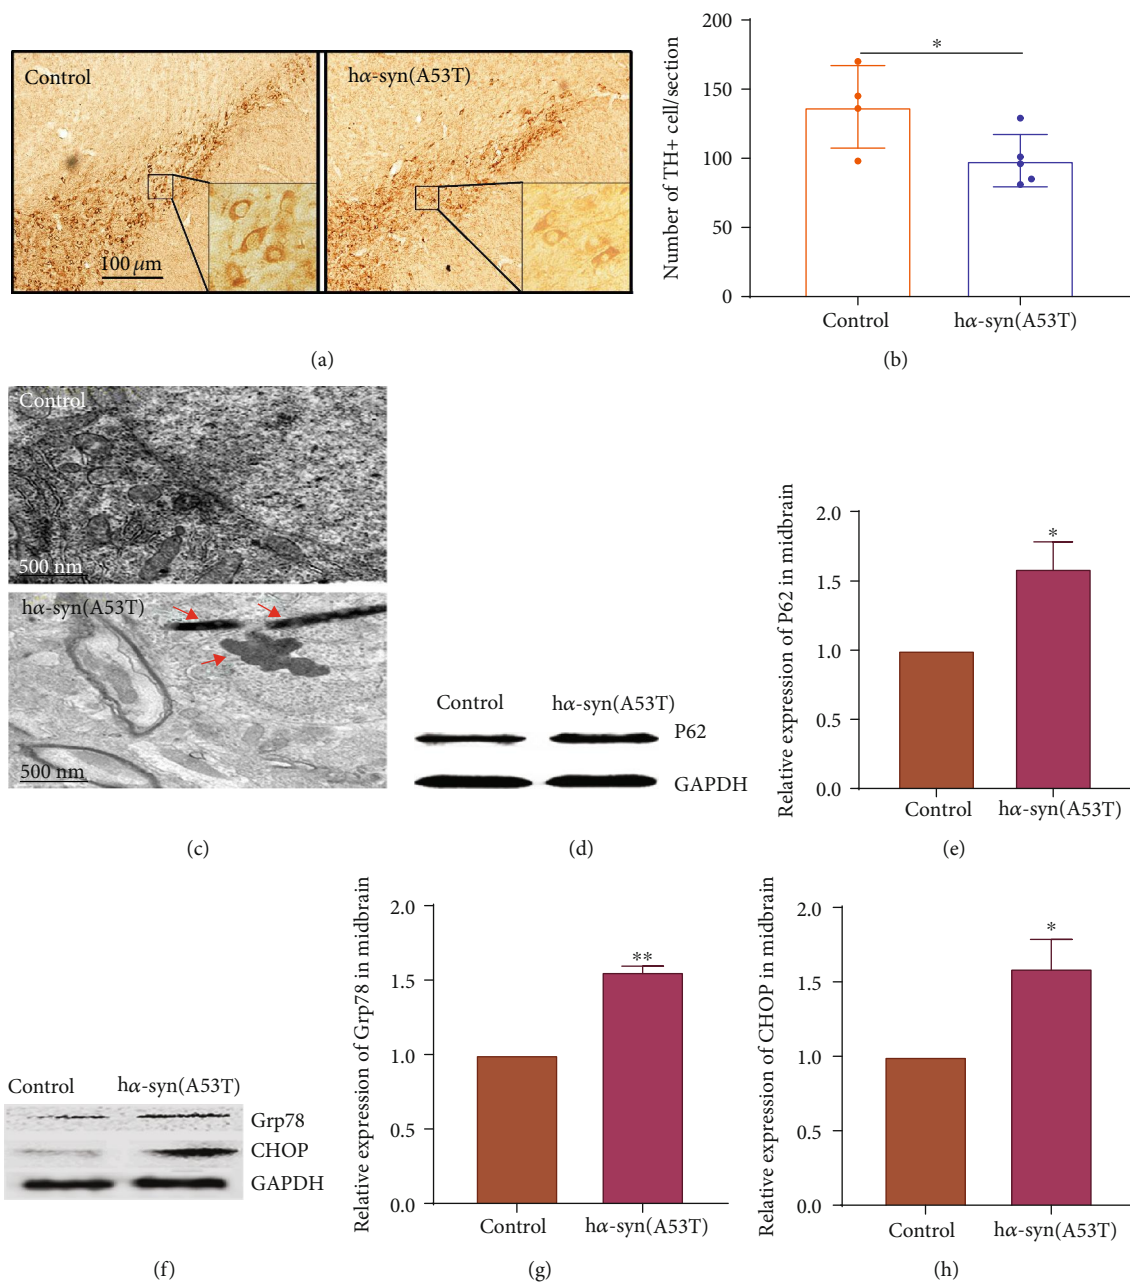 Control
hα-syn(A53T)
100 μm
(a)
200
150
100
50
0
Number of TH+ cell/section
*
Control
hα-syn(A53T)
(b)
Control
500 nm
hα-syn(A53T)
500 nm
(c)
Control
hα-syn(A53T)
P62
GAPDH
(d)
2.0
1.5
1.0
0.5
0.0
Relative expression of P62 in midbrain
*
Control
hα-syn(A53T)
(e)
Control
hα-syn(A53T)
Grp78
CHOP
GAPDH
(f)
2.0
1.5
1.0
0.5
0.0
Relative expression of Grp78 in midbrain
**
Control
hα-syn(A53T)
(g)
2.0
1.5
1.0
0.5
0.0
Relative expression of CHOP in midbrain
*
Control
hα-syn(A53T)
(h)